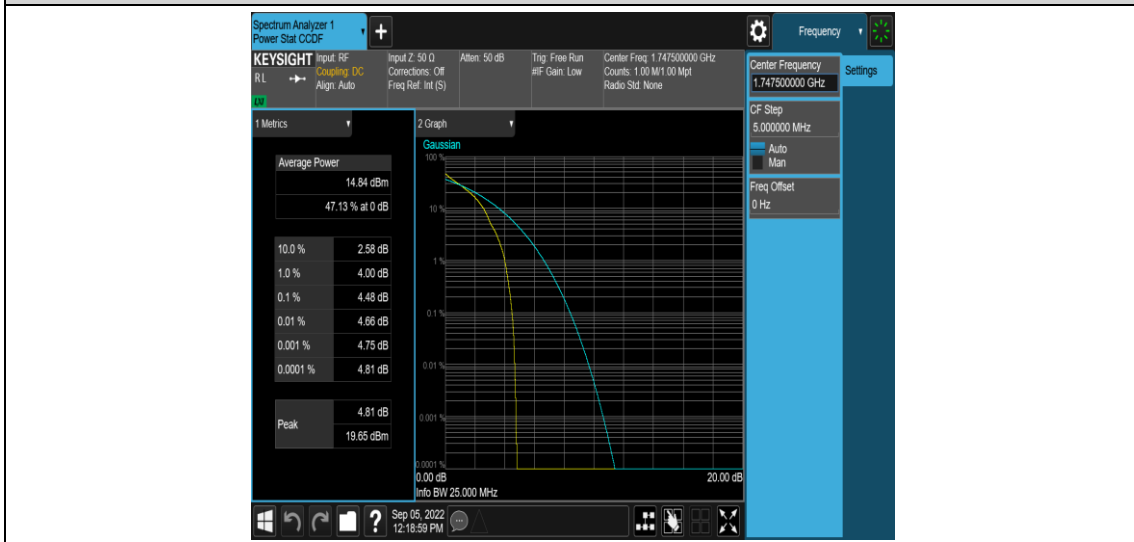 Spectrum Analyzer 1
Power Stat CCDF
+
Frequency
KEYSIGHT
RL
LXI
Input: RF
Coupling: DC
Align: Auto
Input Z: 50 Ω
Corrections: Off
Freq Ref: Int (S)
Atten: 50 dB
Trig: Free Run
#IF Gain: Low
Center Freq: 1.747500000 GHz
Counts: 1.00 M/1.00 Mpt
Radio Std: None
Center Frequency
1.747500000 GHz
Settings
CF Step
5.000000 MHz
Auto
Man
Freq Offset
0 Hz
1 Metrics
Average Power
14.84 dBm
47.13 % at 0 dB
10.0 % 2.58 dB
1.0 % 4.00 dB
0.1 % 4.48 dB
0.01 % 4.66 dB
0.001 % 4.75 dB
0.0001 % 4.81 dB
Peak 4.81 dB
19.65 dBm
2 Graph
Gaussian
100 %
10 %
1 %
0.1 %
0.01 %
0.001 %
0.0001 %
0.00 dB 20.00 dB
Info BW 25.000 MHz
?
Sep 05, 2022
12:18:59 PM